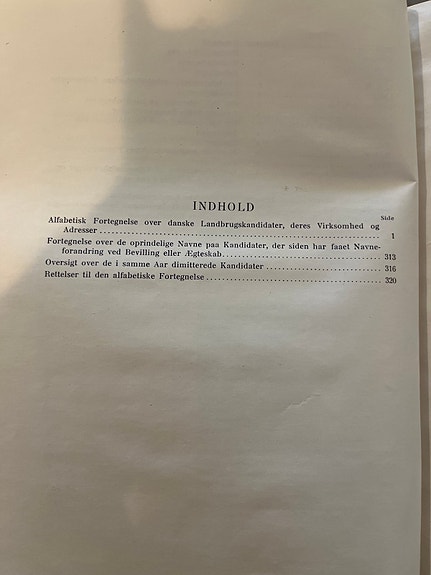 INDHOLD
Side
Alfabetisk Fortegnelse over danske Landbrugskandidater, deres Virksomhed og
Adresser ........................................................ 1
Fortegnelse over de oprindelige Navne paa Kandidater, der siden har faaet Navne-
forandring ved Bevilling eller Ægteskab................................ 313
Oversigt over de i samme Aar dimitterede Kandidater ........................ 316
Rettelser til den alfabetiske Fortegnelse ..................................... 320